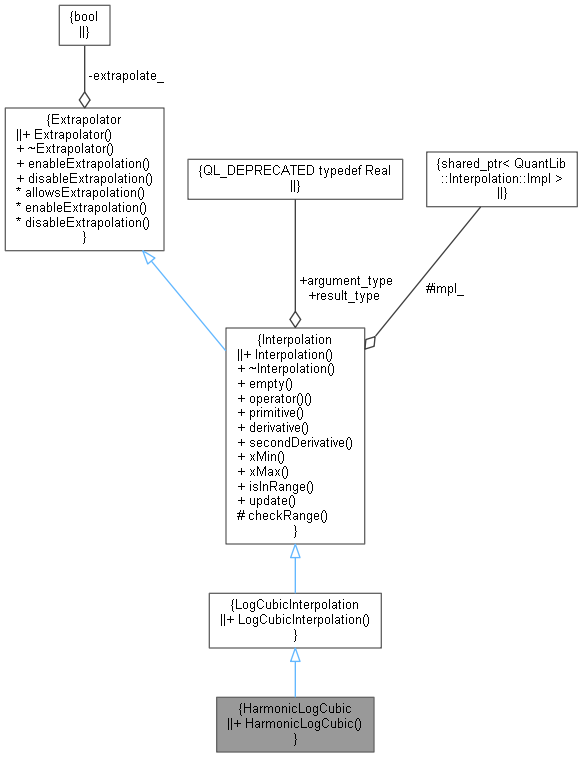 {bool
||}
-extrapolate_
{Extrapolator
||+ Extrapolator()
+ ~Extrapolator()
+ enableExtrapolation()
+ disableExtrapolation()
* allowsExtrapolation()
* enableExtrapolation()
* disableExtrapolation()
}
{QL_DEPRECATED typedef Real
||}
{shared_ptr< QuantLib
::Interpolation::Impl >
||}
+argument_type
+result_type
#impl_
{Interpolation
||+ Interpolation()
+ ~Interpolation()
+ empty()
+ operator()()
+ primitive()
+ derivative()
+ secondDerivative()
+ xMin()
+ xMax()
+ isInRange()
+ update()
# checkRange()
}
{LogCubicInterpolation
||+ LogCubicInterpolation()
}
{HarmonicLogCubic
||+ HarmonicLogCubic()
}